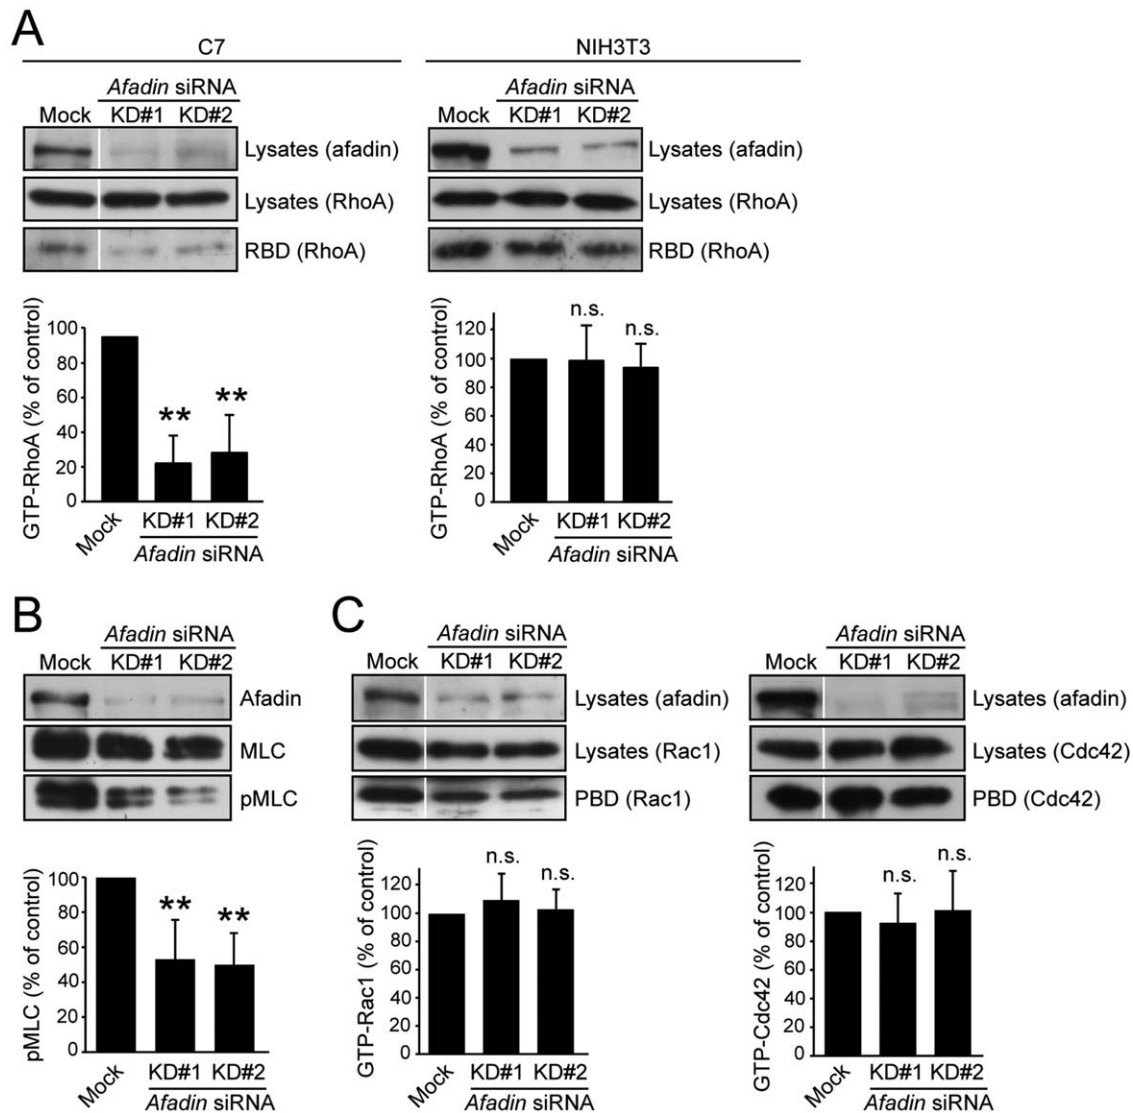 A
C7
Afadin siRNA
Mock KD#1 KD#2
Lysates (afadin)
Lysates (RhoA)
RBD (RhoA)
GTP-RhoA (% of control)
100
80
60
40
20
0
** **
Mock KD#1 KD#2
Afadin siRNA
NIH3T3
Afadin siRNA
Mock KD#1 KD#2
Lysates (afadin)
Lysates (RhoA)
RBD (RhoA)
GTP-RhoA (% of control)
120
100
80
60
40
20
0
n.s. n.s.
Mock KD#1 KD#2
Afadin siRNA
B
Afadin siRNA
Mock KD#1 KD#2
Afadin
MLC
pMLC
pMLC (% of control)
100
80
60
40
20
0
** **
Mock KD#1 KD#2
Afadin siRNA
C
Afadin siRNA
Mock KD#1 KD#2
Lysates (afadin)
Lysates (Rac1)
PBD (Rac1)
GTP-Rac1 (% of control)
120
100
80
60
40
20
0
n.s. n.s.
Mock KD#1 KD#2
Afadin siRNA
Afadin siRNA
Mock KD#1 KD#2
Lysates (afadin)
Lysates (Cdc42)
PBD (Cdc42)
GTP-Cdc42 (% of control)
120
100
80
60
40
20
0
n.s. n.s.
Mock KD#1 KD#2
Afadin siRNA